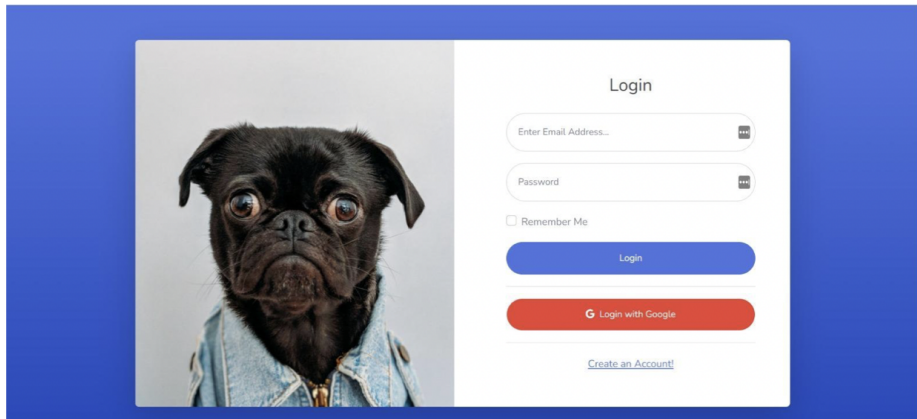 Login
Enter Email Address...
Password
Remember Me
Login
G Login with Google
Create an Account!